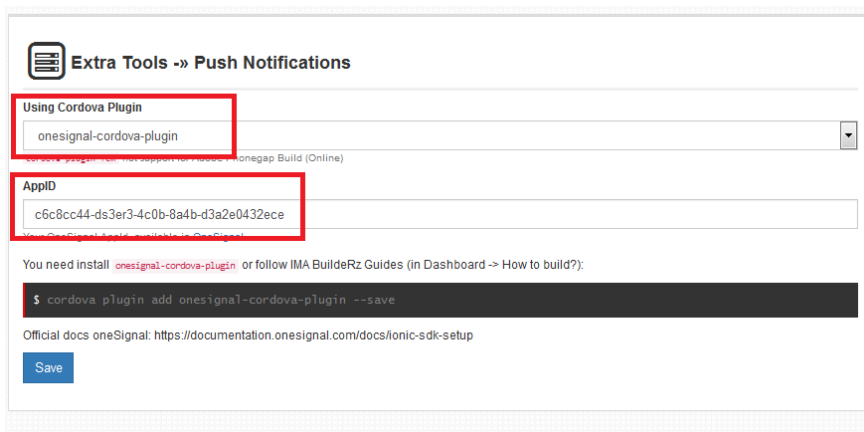 Extra Tools -» Push Notifications
Using Cordova Plugin
onesignal-cordova-plugin
not support for Adobe Phonegap Build (Online)
AppID
c6c8cc44-ds3er3-4c0b-8a4b-d3a2e0432ece
Your OneSignal AppId, available in OneSignal
You need install onesignal-cordova-plugin or follow IMA BuildeRz Guides (in Dashboard -> How to build?):
$ cordova plugin add onesignal-cordova-plugin --save
Official docs oneSignal: https://documentation.onesignal.com/docs/ionic-sdk-setup
Save